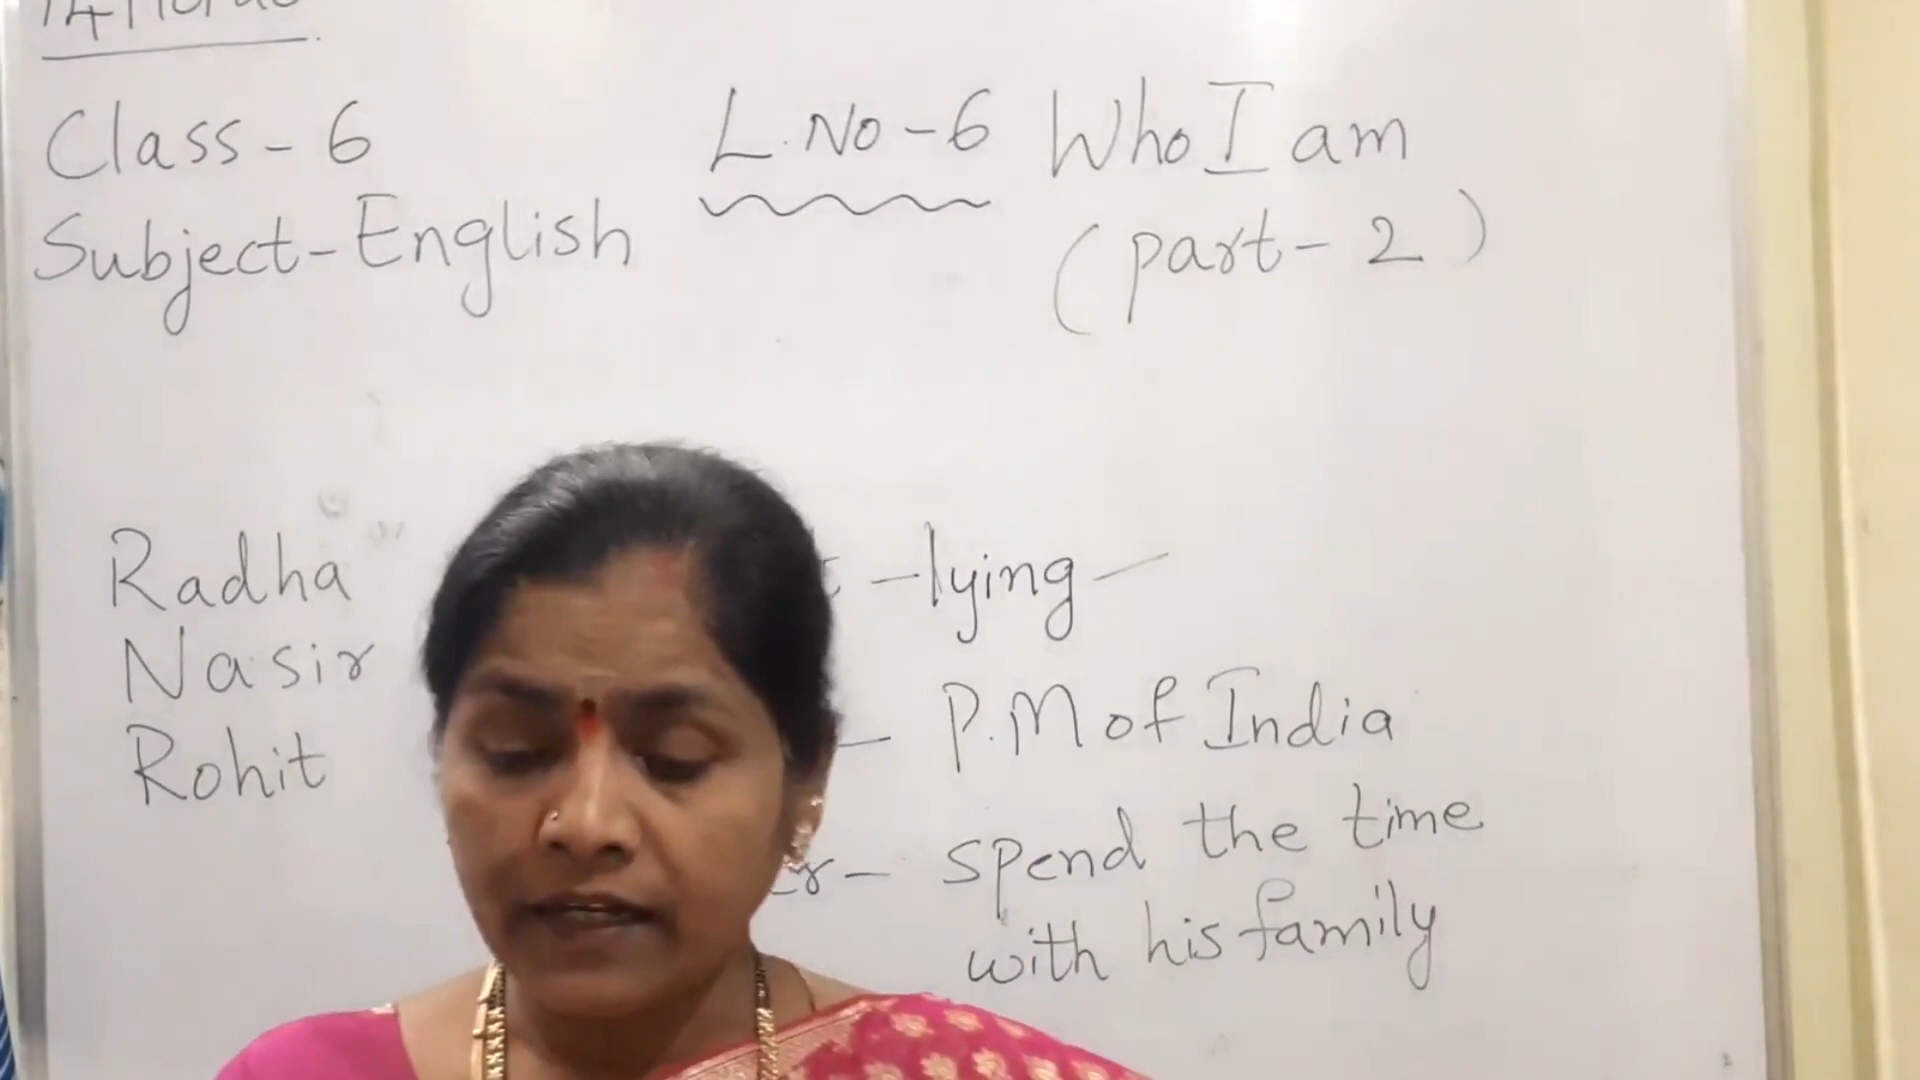 Class - 6
Subject - English
L. No - 6 Who I am
(part - 2)
Radha
Nasir
Rohit
- lying -
- P.M of India
- spend the time
with his family